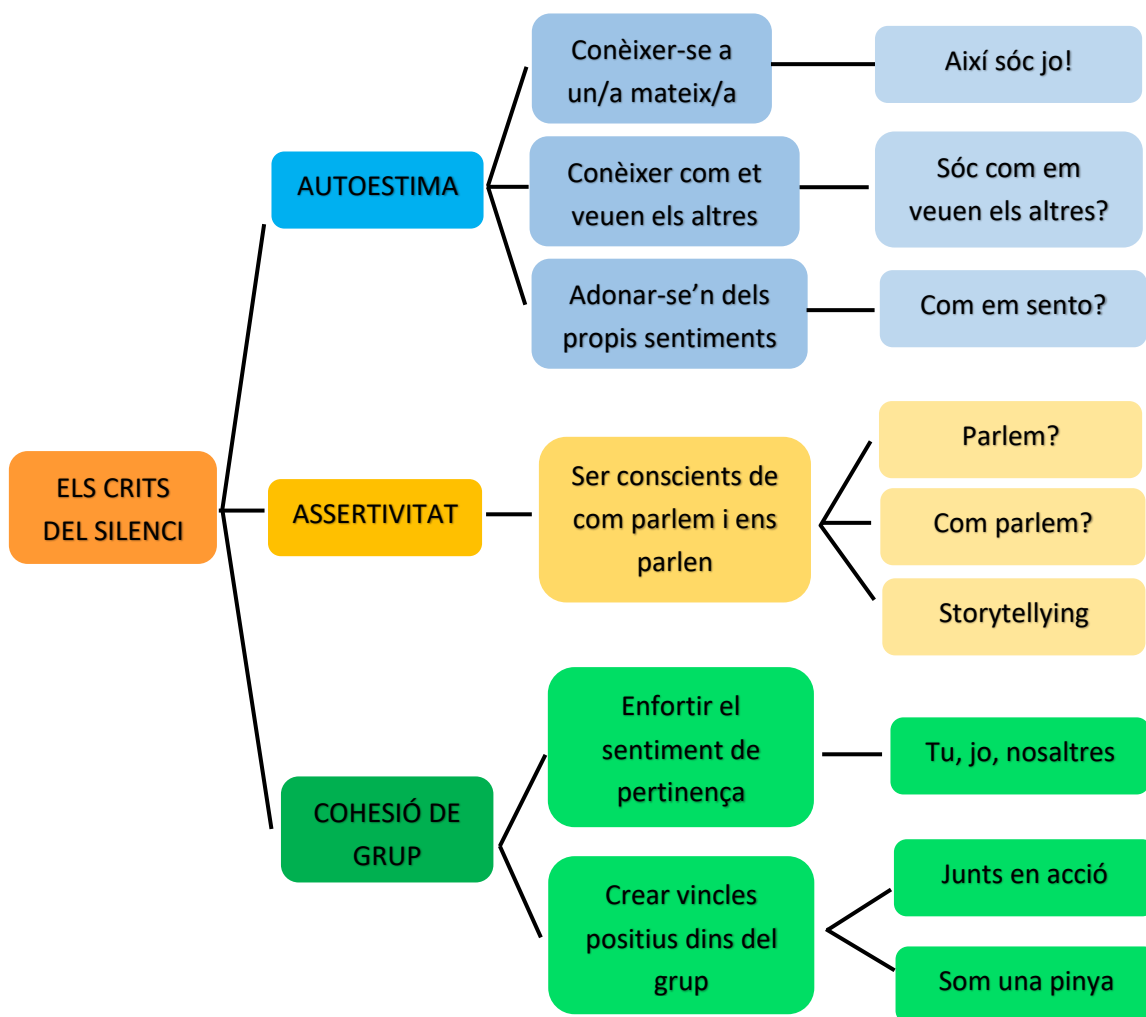 Conèixer-se a
un/a mateix/a
Així sóc jo!
AUTOESTIMA
Conèixer com et
veuen els altres
Sóc com em
veuen els altres?
Adonar-se’n dels
propis sentiments
Com em sento?
ELS CRITS
DEL SILENCI
ASSERTIVITAT
Ser conscients de
com parlem i ens
parlen
Parlem?
Com parlem?
Storytellying
COHESIÓ DE
GRUP
Enfortir el
sentiment de
pertinença
Tu, jo, nosaltres
Crear vincles
positius dins del
grup
Junts en acció
Som una pinya